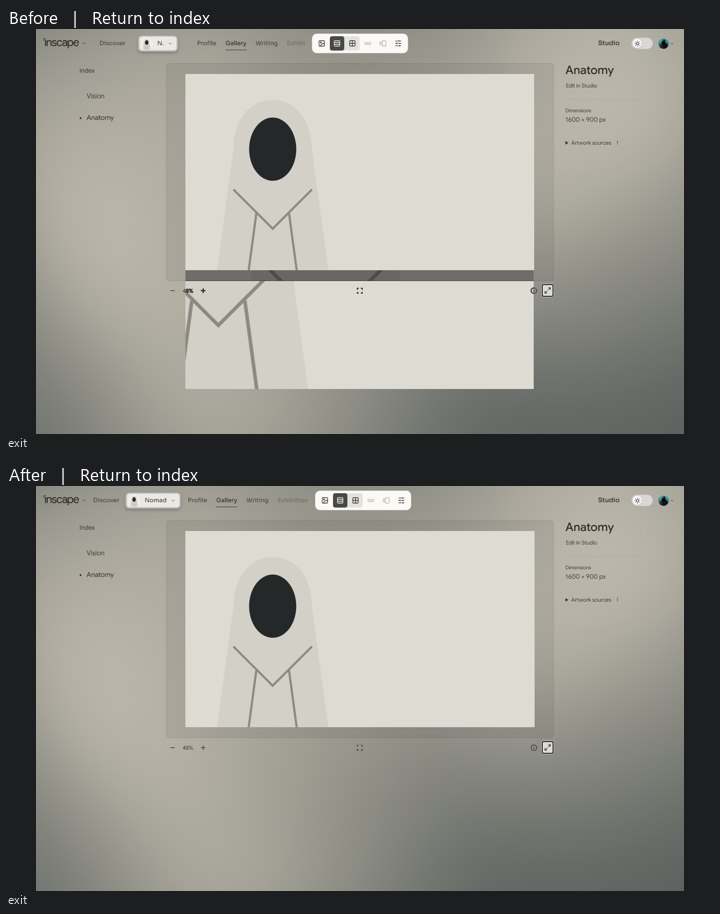 Before | Return to index
inscape Discover N. Profile Gallery Writing Exhibi Studio
Index
Vision
Anatomy
Anatomy
Edit in Studio
Dimensions
1600 × 900 px
Artwork sources 1
exit
After | Return to index
inscape Discover Nomad Profile Gallery Writing Exhibition Studio
Index
Vision
Anatomy
48%
Anatomy
Edit in Studio
Dimensions
1600 × 900 px
Artwork sources 1
exit